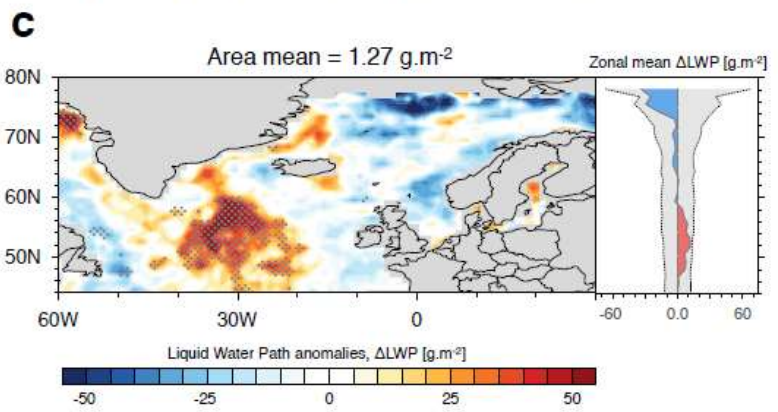 c
Area mean = 1.27 g.m-2
Zonal mean ΔLWP [g.m-2]
80N
70N
60N
50N
60W 30W 0
-60 0.0 60
Liquid Water Path anomalies, ΔLWP [g.m-2]
-50 -25 0 25 50